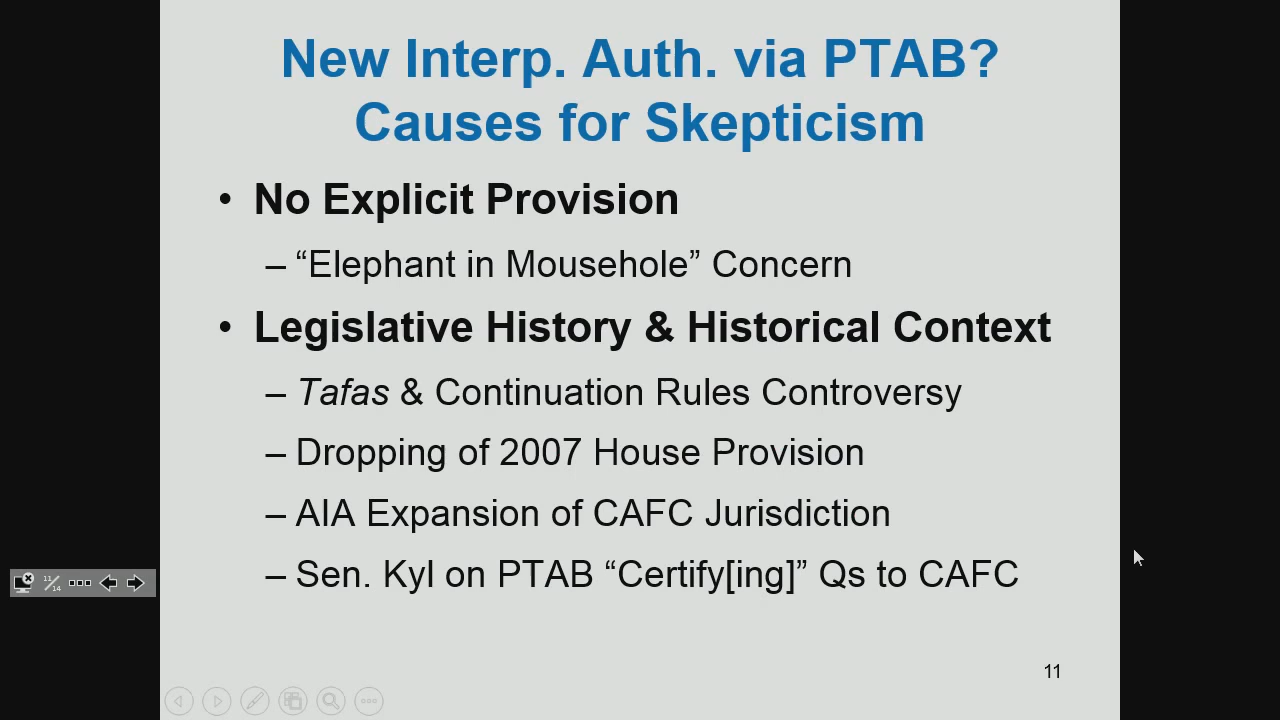 New Interp. Auth. via PTAB?
Causes for Skepticism
• No Explicit Provision
– “Elephant in Mousehole” Concern
• Legislative History & Historical Context
– Tafas & Continuation Rules Controversy
– Dropping of 2007 House Provision
– AIA Expansion of CAFC Jurisdiction
– Sen. Kyl on PTAB “Certify[ing]” Qs to CAFC
11/14
11